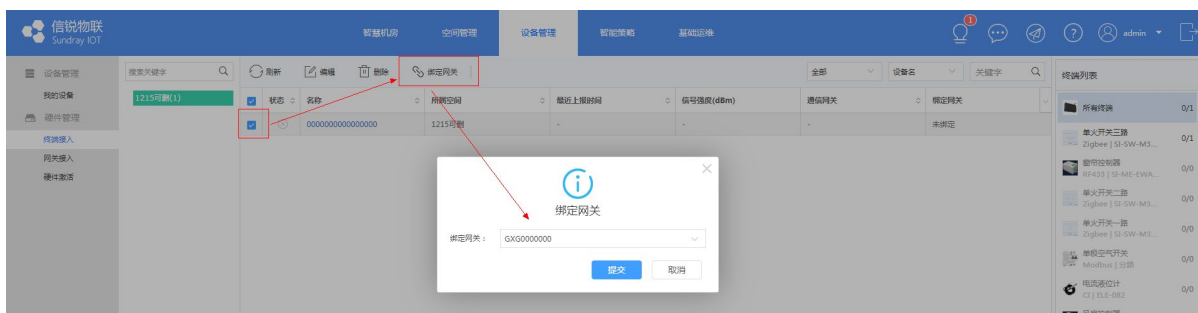 信锐物联
Sundray IOT
智慧机房
空间管理
设备管理
智能策略
基础运维
1
admin
设备管理
我的设备
硬件管理
终端接入
网关接入
硬件激活
搜索关键字
1215可删(1)
刷新
编辑
删除
绑定网关
全部
设备名
关键字
状态
名称
所属空间
最近上报时间
信号强度(dBm)
通信网关
绑定网关
0000000000000000
1215可删
-
-
-
未绑定
绑定网关
绑定网关：
GXG0000000
提交
取消
终端列表
所有终端
0/1
单火开关三路
0/1
Zigbee | SI-SW-M3...
窗帘控制器
0/0
RF433 | SI-ME-EWA...
单火开关二路
0/0
Zigbee | SI-SW-M3...
单火开关一路
0/0
Zigbee | SI-SW-M3...
单极空气开关
0/0
Modbus | 分路
电流液位计
0/0
CI | ELE-082